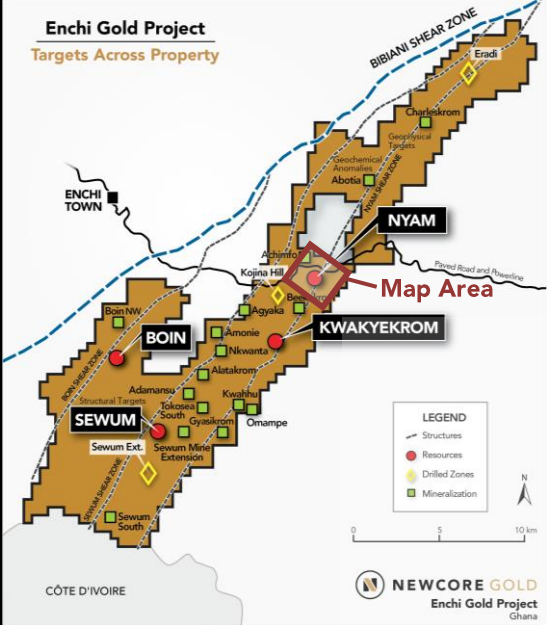 Enchi Gold Project
Targets Across Property
BIBIANI SHEAR ZONE
Eradi
Charleskrom
Geophysical
Targets
Geochemical
Anomalies
Abotia
NYAM SHEAR ZONE
ENCHI
TOWN
NYAM
Achimfo
Paved Road and Powerline
Kojina Hill
Map Area
Boin NW
Agyaka
KWAKYEKROM
BOIN
Amonie
Nkwanta
BOIN SHEAR ZONE
Alatakrom
Structural Targets
Adamansu
Kwahu
Tokosea
South
Omampe
SEWUM
Gyasikrom
Sewum Ext.
Sewum Mine
Extension
SEWUM SHEAR ZONE
Sewum
South
LEGEND
Structures
Resources
Drilled Zones
Mineralization
N
0 5 10 km
CÔTE D'IVOIRE
N NEWCORE GOLD
Enchi Gold Project
Ghana